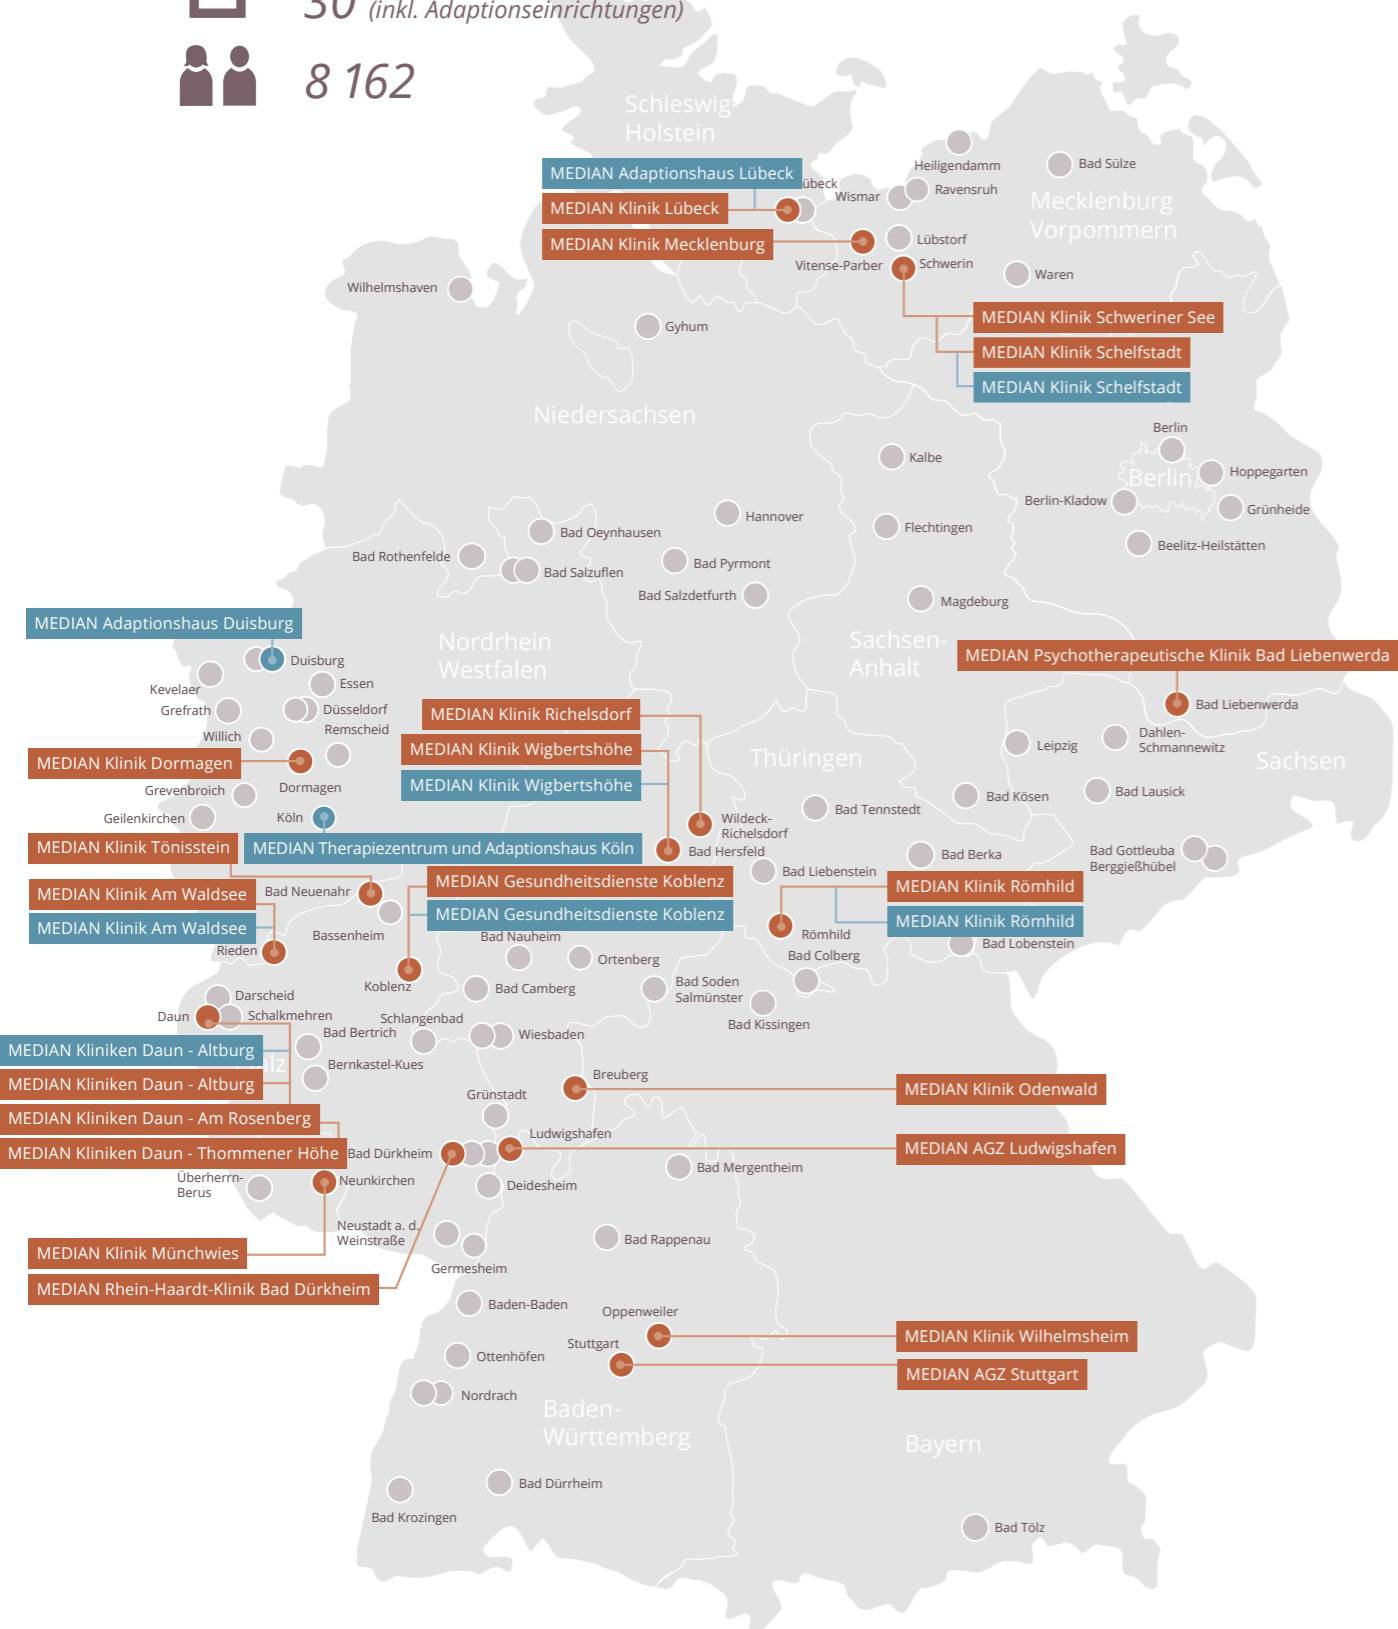 30 (inkl. Adaptionseinrichtungen)
8 162
Schleswig-
Holstein
MEDIAN Adaptionshaus Lübeck
übeck
MEDIAN Klinik Lübeck
MEDIAN Klinik Mecklenburg
Heiligendamm
Bad Sülze
Wismar
Ravensruh
Mecklenburg
Vorpommern
Lübstorf
Vitense-Parber
Schwerin
Waren
Wilhelmshaven
Gyhum
MEDIAN Klinik Schweriner See
MEDIAN Klinik Schelfstadt
MEDIAN Klinik Schelfstadt
Niedersachsen
Berlin
Kalbe
Berlin
Hoppegarten
Berlin-Kladow
Grünheide
Hannover
Flechtingen
Bad Oeynhausen
Beelitz-Heilstätten
Bad Rothenfelde
Bad Salzuflen
Bad Pyrmont
Bad Salzdetfurth
Magdeburg
MEDIAN Adaptionshaus Duisburg
Nordrhein
Westfalen
Sachsen-
Anhalt
MEDIAN Psychotherapeutische Klinik Bad Liebenwerda
Duisburg
Kevelaer
Essen
Grefrath
Düsseldorf
Bad Liebenwerda
MEDIAN Klinik Richelsdorf
Willich
Remscheid
Leipzig
Dahlen-
Schmannewitz
MEDIAN Klinik Wigbertshöhe
MEDIAN Klinik Dormagen
Thüringen
Sachsen
MEDIAN Klinik Wigbertshöhe
Grevenbroich
Dormagen
Bad Tennstedt
Bad Kösen
Bad Lausick
Geilenkirchen
Köln
Wildeck-
Richelsdorf
MEDIAN Klinik Tönisstein
MEDIAN Therapiezentrum und Adaptionshaus Köln
Bad Hersfeld
Bad Berka
Bad Gottleuba
Berggießhübel
Bad Liebenstein
MEDIAN Gesundheitsdienste Koblenz
MEDIAN Klinik Römhild
MEDIAN Klinik Am Waldsee
Bad Neuenahr
MEDIAN Gesundheitsdienste Koblenz
MEDIAN Klinik Römhild
MEDIAN Klinik Am Waldsee
Bassenheim
Bad Nauheim
Römhild
Bad Lobenstein
Rieden
Ortenberg
Bad Colberg
Koblenz
Bad Camberg
Bad Soden
Salmünster
Darscheid
Daun
Schalkmehren
Schlangenbad
Bad Kissingen
Bad Bertrich
Wiesbaden
MEDIAN Kliniken Daun - Altburg
alz
Bernkastel-Kues
Breuberg
MEDIAN Kliniken Daun - Altburg
MEDIAN Klinik Odenwald
Grünstadt
MEDIAN Kliniken Daun - Am Rosenberg
Ludwigshafen
MEDIAN Kliniken Daun - Thommener Höhe
Bad Dürkheim
MEDIAN AGZ Ludwigshafen
Bad Mergentheim
Überherrn-
Berus
Neunkirchen
Deidesheim
Neustadt a. d.
Weinstraße
Bad Rappenau
MEDIAN Klinik Münchwies
Germesheim
MEDIAN Rhein-Haardt-Klinik Bad Dürkheim
Baden-Baden
Oppenweiler
MEDIAN Klinik Wilhelmsheim
Stuttgart
Ottenhöfen
MEDIAN AGZ Stuttgart
Nordrach
Baden-
Württemberg
Bayern
Bad Dürrheim
Bad Krozingen
Bad Tölz